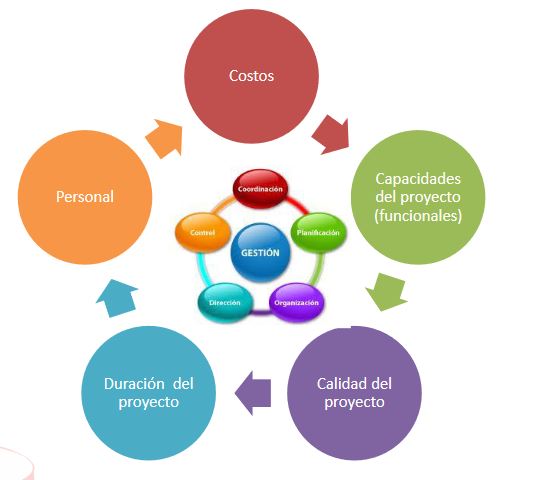 Costos
Capacidades
del proyecto
(funcionales)
Personal
Coordinación
Control
Planificación
GESTIÓN
Dirección
Organización
Duración del
proyecto
Calidad del
proyecto